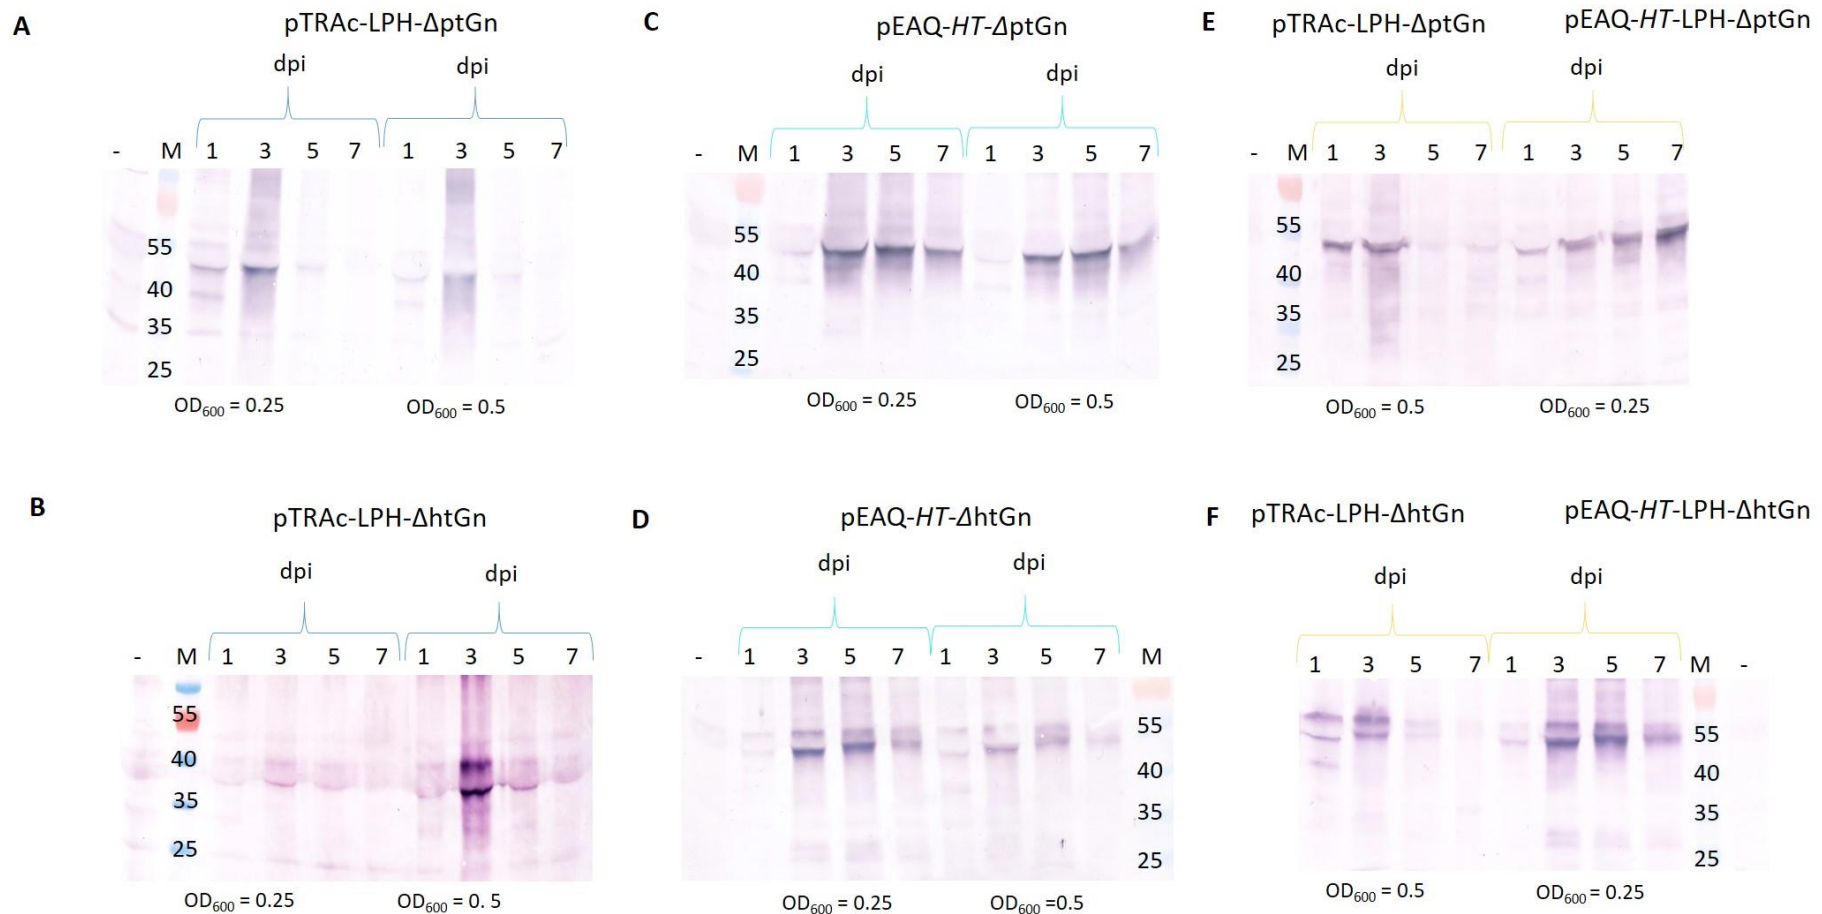 A
pTRAc-LPH-ΔptGn
dpi dpi
- M 1 3 5 7 1 3 5 7
55
40
35
25
OD600 = 0.25 OD600 = 0.5
C
pEAQ-HT-ΔptGn
dpi dpi
- M 1 3 5 7 1 3 5 7
55
40
35
25
OD600 = 0.25 OD600 = 0.5
E
pTRAc-LPH-ΔptGn pEAQ-HT-LPH-ΔptGn
dpi dpi
- M 1 3 5 7 1 3 5 7
55
40
35
25
OD600 = 0.5 OD600 = 0.25
B
pTRAc-LPH-ΔhtGn
dpi dpi
- M 1 3 5 7 1 3 5 7
55
40
35
25
OD600 = 0.25 OD600 = 0. 5
D
pEAQ-HT-ΔhtGn
dpi dpi
- 1 3 5 7 1 3 5 7 M
55
40
35
25
OD600 = 0.25 OD600 =0.5
F
pTRAc-LPH-ΔhtGn pEAQ-HT-LPH-ΔhtGn
dpi dpi
1 3 5 7 1 3 5 7 M -
55
40
35
25
OD600 = 0.5 OD600 = 0.25